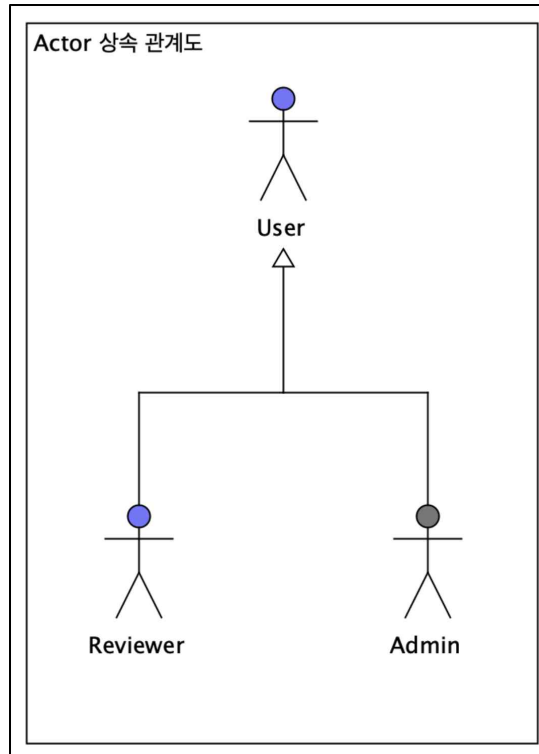 Actor 상속 관계도
User
Reviewer
Admin